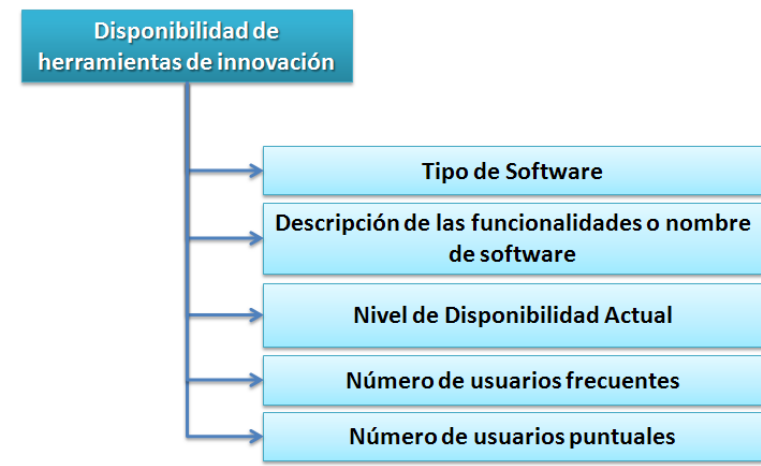 Disponibilidad de
herramientas de innovación
Tipo de Software
Descripción de las funcionalidades o nombre
de software
Nivel de Disponibilidad Actual
Número de usuarios frecuentes
Número de usuarios puntuales